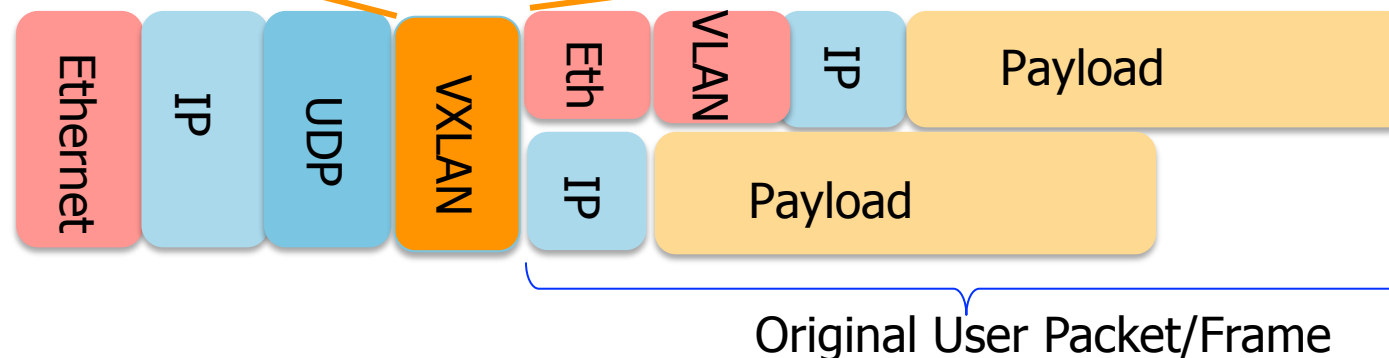 Ethernet
IP
UDP
VXLAN
Eth
VLAN
IP
Payload
IP
Payload
Original User Packet/Frame